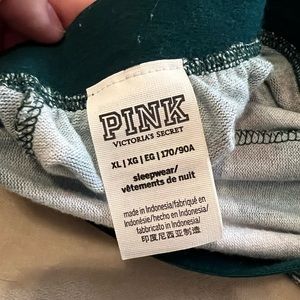 PINK
VICTORIA'S SECRET
XL | XG | EG | 170/90A
sleepwear/
vêtements de nuit
made in Indonesia/fabriqué en
Indonésie/hecho en Indonesia/
fabbricato in Indonesia/
印度尼西亚制造